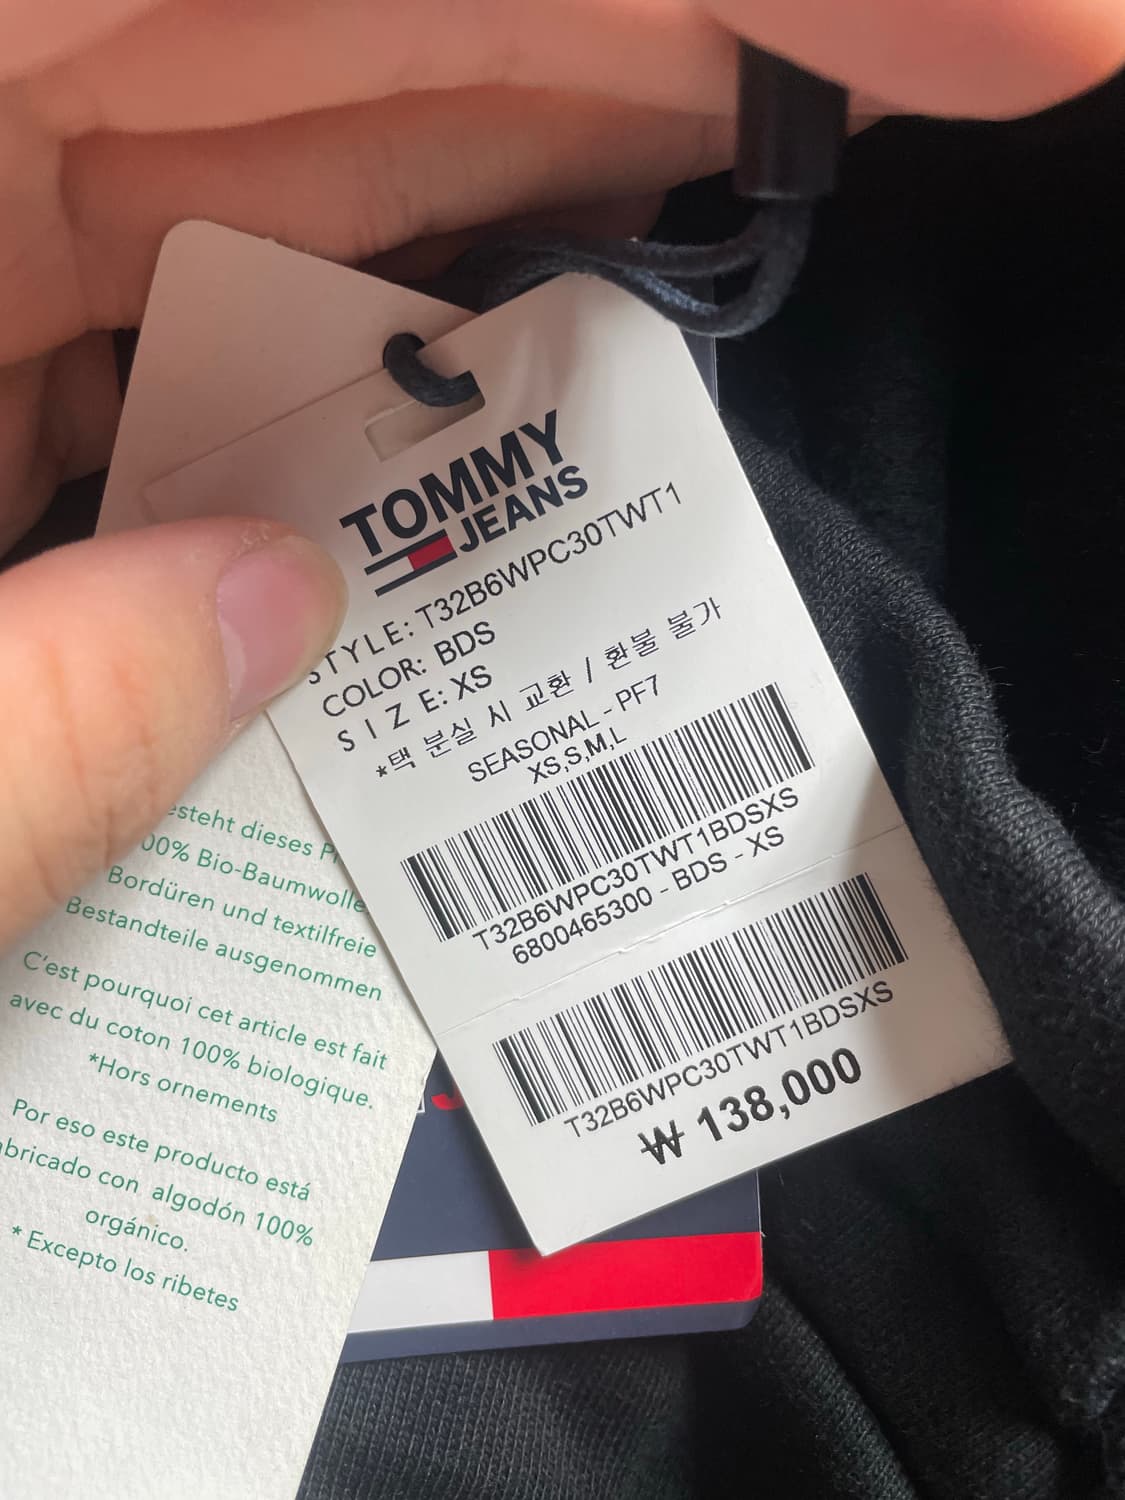 TOMMY
JEANS
STYLE: T32B6WPC30TWT1
COLOR: BDS
S I Z E: XS
*택 분실 시 교환 / 환불 불가
SEASONAL - PF7
XS,S,M,L
T32B6WPC30TWT1BDSXS
6800465300 - BDS - XS
T32B6WPC30TWT1BDSXS
₩ 138,000
esteht dieses
00% Bio-Baumwolle
Bordüren und textilfreie
Bestandteile ausgenommen
C'est pourquoi cet article est fait
avec du coton 100% biologique.
*Hors ornements
Por eso este producto está
abricado con algodón 100%
orgánico.
* Excepto los ribetes